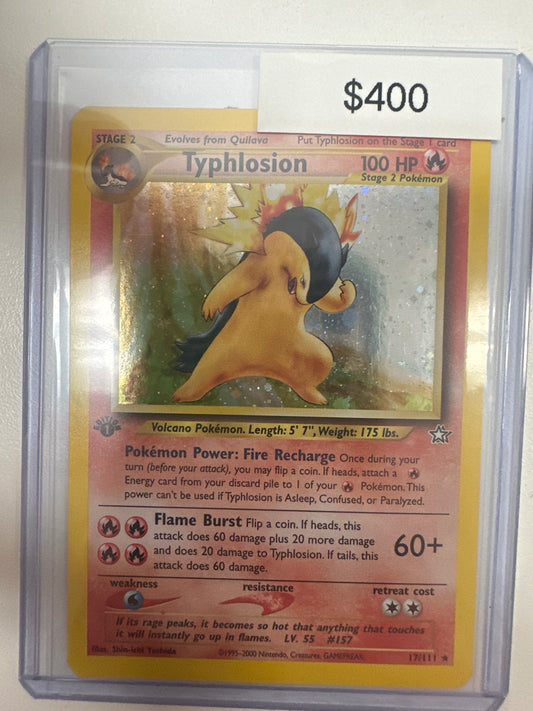 $400
STAGE 2 Evolves from Quilava Put Typhlosion on the Stage 1 card
Typhlosion 100 HP
Stage 2 Pokémon
EDITION
1
Volcano Pokémon. Length: 5' 7", Weight: 175 lbs.
Pokémon Power: Fire Recharge Once during your
turn (before your attack), you may flip a coin. If heads, attach a
Energy card from your discard pile to 1 of your Pokémon. This
power can't be used if Typhlosion is Asleep, Confused, or Paralyzed.
Flame Burst Flip a coin. If heads, this
attack does 60 damage plus 20 more damage
and does 20 damage to Typhlosion. If tails, this
attack does 60 damage.
60+
weakness resistance retreat cost
If its rage peaks, it becomes so hot that anything that touches
it will instantly go up in flames. LV. 55 #157
Illus. Shin-ichi Yoshida ©1995-2000 Nintendo, Creatures, GAMEFREAK. 17/111 ★